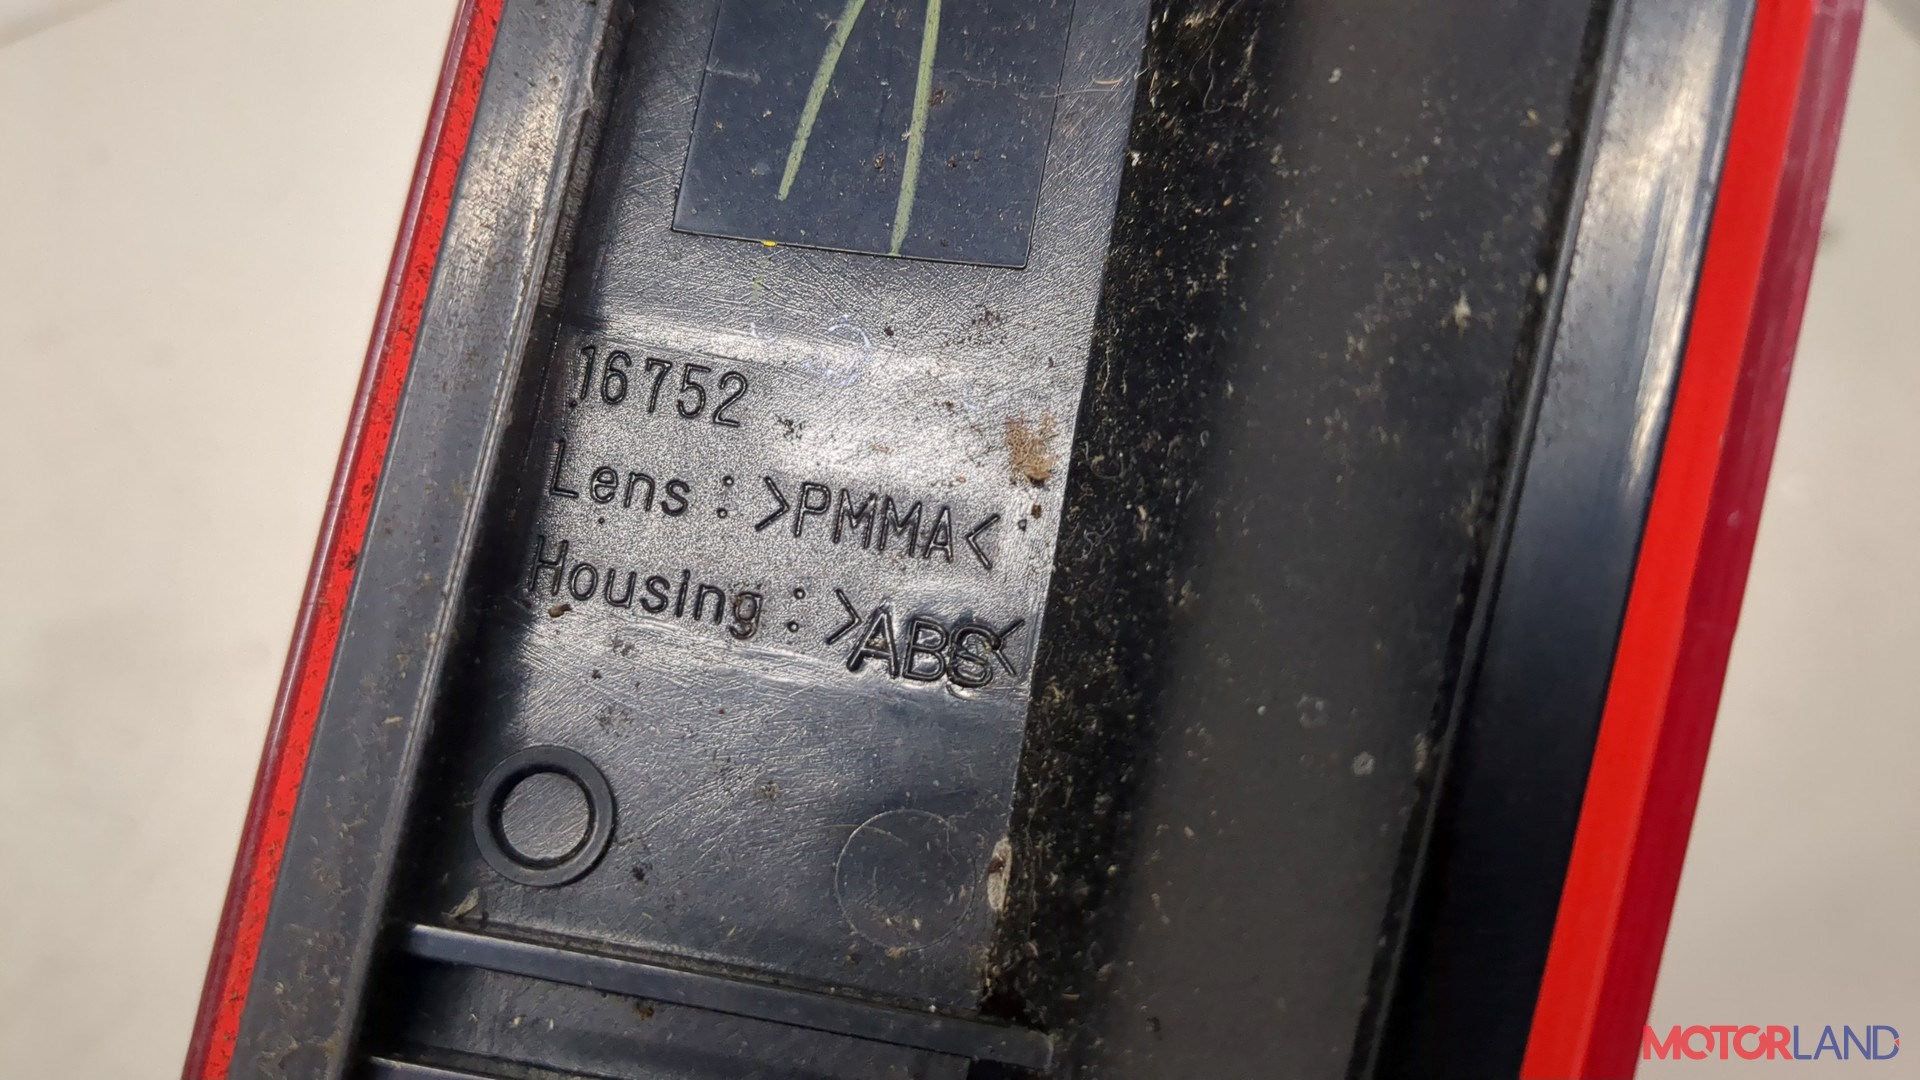 16752
Lens : >PMMA<
Housing : >ABS<
MOTORLAND